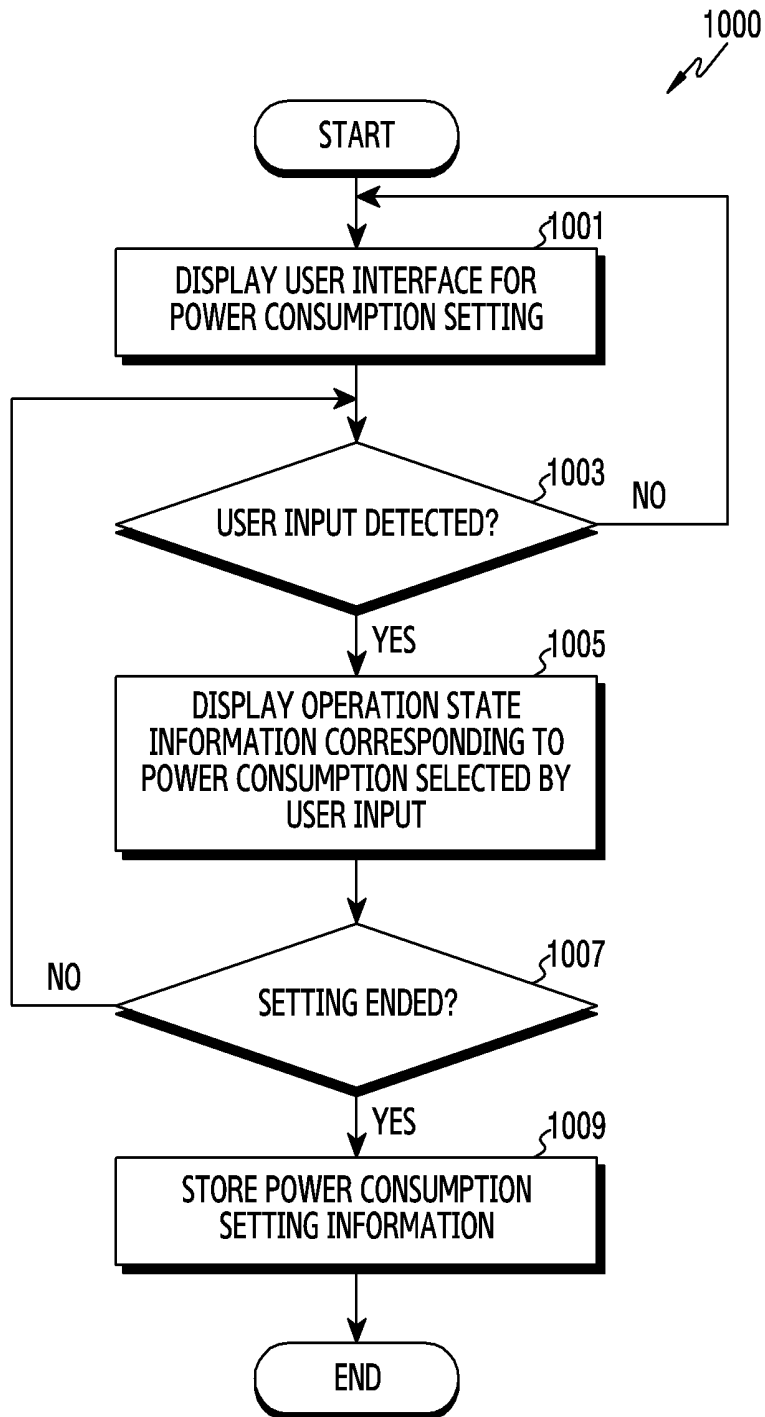 1000
START
1001
DISPLAY USER INTERFACE FOR
POWER CONSUMPTION SETTING
1003
USER INPUT DETECTED?
NO
YES
1005
DISPLAY OPERATION STATE
INFORMATION CORRESPONDING TO
POWER CONSUMPTION SELECTED BY
USER INPUT
1007
NO
SETTING ENDED?
YES
1009
STORE POWER CONSUMPTION
SETTING INFORMATION
END